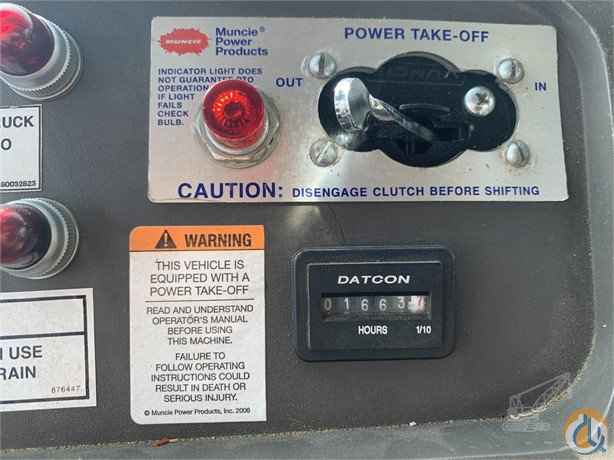 MUNCIE
Muncie®
Power
Products
POWER TAKE-OFF
INDICATOR LIGHT DOES
NOT GUARANTEE PTO
OPERATION
IF LIGHT
FAILS
CHECK
BULB.
OUT
IN
CAUTION: DISENGAGE CLUTCH BEFORE SHIFTING
RUCK
O
60032623
WARNING
THIS VEHICLE IS
EQUIPPED WITH A
POWER TAKE-OFF
READ AND UNDERSTAND
OPERATOR'S MANUAL
BEFORE USING
THIS MACHINE.
FAILURE TO
FOLLOW OPERATING
INSTRUCTIONS COULD
RESULT IN DEATH OR
SERIOUS INJURY.
© Muncie Power Products, Inc. 2006
DATCON
01663
HOURS 1/10
USE
RAIN
676447